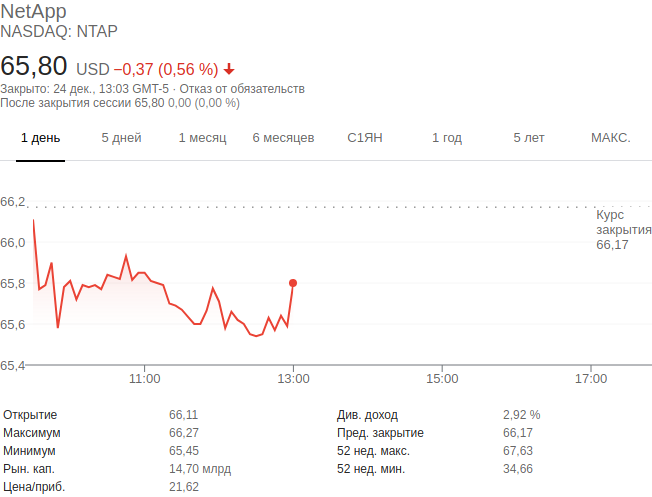 NetApp
NASDAQ: NTAP
65,80 USD −0,37 (0,56 %)
Закрыто: 24 дек., 13:03 GMT-5 · Отказ от обязательств
После закрытия сессии 65,80 0,00 (0,00 %)
1 день 5 дней 1 месяц 6 месяцев С1ЯН 1 год 5 лет МАКС.
66,2
Курс
закрытия
66,17
66,0
65,8
65,6
65,4
11:00 13:00 15:00 17:00
Открытие 66,11 Див. доход 2,92 %
Максимум 66,27 Пред. закрытие 66,17
Минимум 65,45 52 нед. макс. 67,63
Рын. кап. 14,70 млрд 52 нед. мин. 34,66
Цена/приб. 21,62